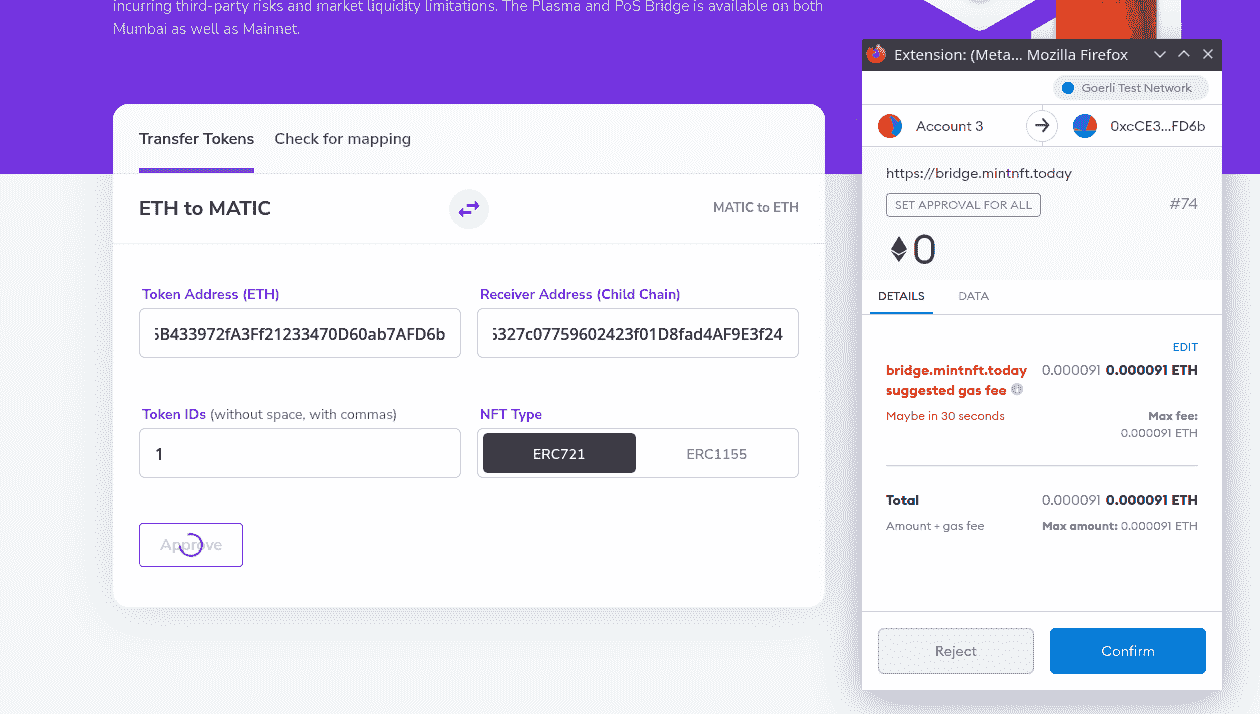 incurring third-party risks and market liquidity limitations. The Plasma and PoS Bridge is available on both
Mumbai as well as Mainnet.
Transfer Tokens
Check for mapping
ETH to MATIC
MATIC to ETH
Token Address (ETH)
Receiver Address (Child Chain)
5B433972fA3Ff21233470D60ab7AFD6b
5327c07759602423f01D8fad4AF9E3f24
Token IDs (without space, with commas)
NFT Type
1
ERC721
ERC1155
Approve
Extension: (Meta... Mozilla Firefox
Goerli Test Network
Account 3
0xcCE3...FD6b
https://bridge.mintnft.today
SET APPROVAL FOR ALL
#74
0
DETAILS
DATA
EDIT
bridge.mintnft.today 0.000091 0.000091 ETH
suggested gas fee
Maybe in 30 seconds
Max fee:
0.000091 ETH
Total 0.000091 0.000091 ETH
Amount + gas fee Max amount: 0.000091 ETH
Reject
Confirm